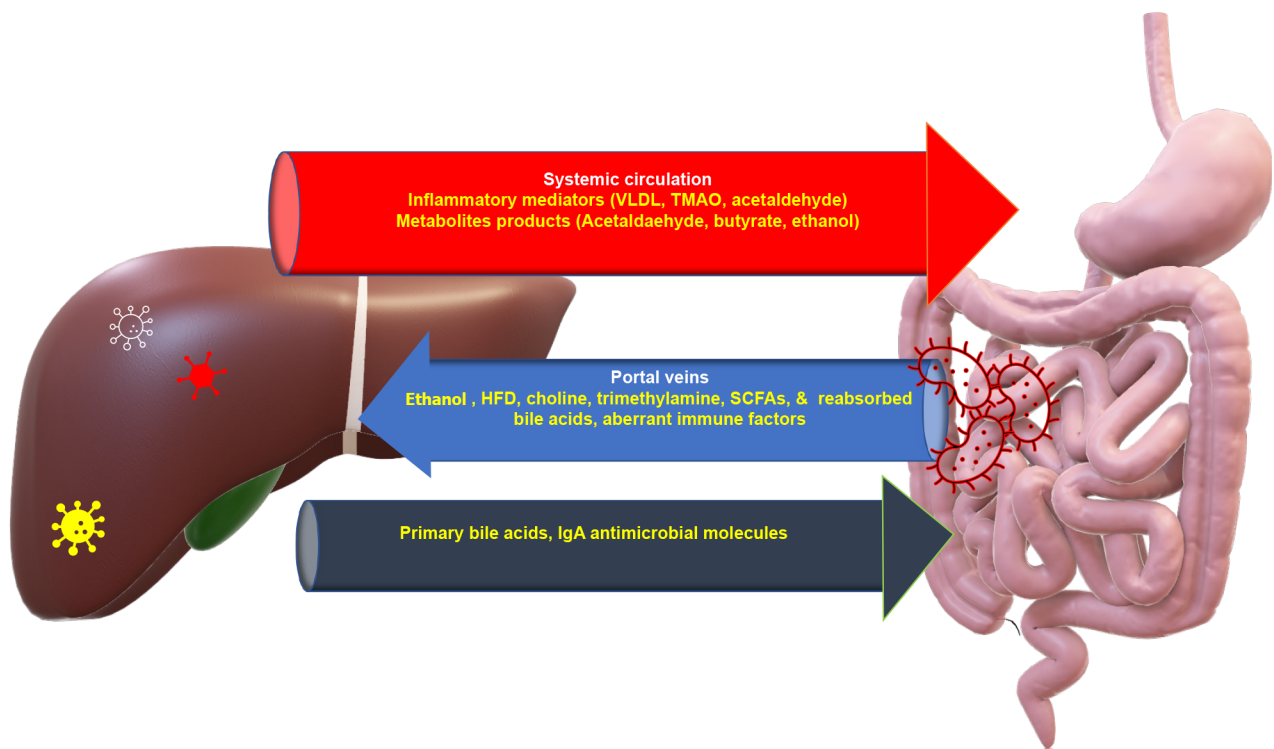 Systemic circulation
Inflammatory mediators (VLDL, TMAO, acetaldehyde)
Metabolites products (Acetaldaehyde, butyrate, ethanol)
Portal veins
Ethanol , HFD, choline, trimethylamine, SCFAs, & reabsorbed
bile acids, aberrant immune factors
Primary bile acids, IgA antimicrobial molecules